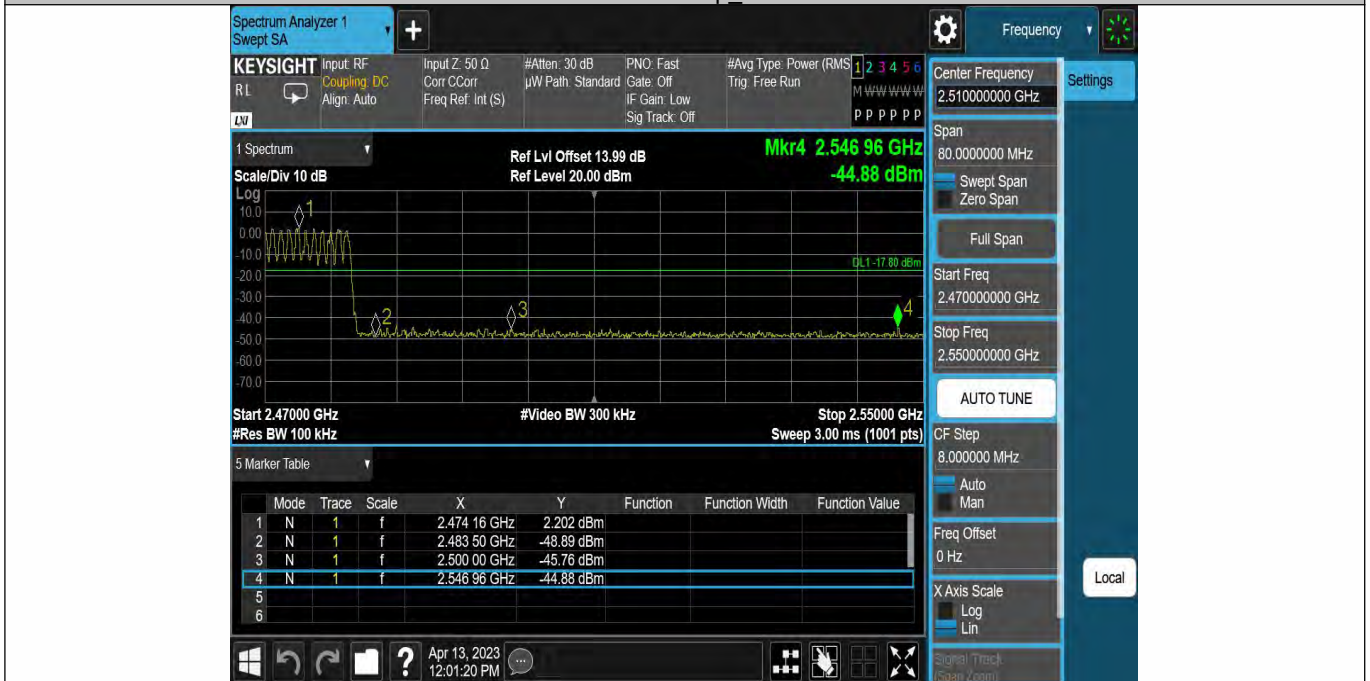 Spectrum Analyzer 1
Swept SA
+
Frequency
KEYSIGHT Input: RF Input Z: 50 Ω #Atten: 30 dB PNO: Fast #Avg Type: Power (RMS 1 2 3 4 5 6
RL Coupling: DC Corr CCorr µW Path: Standard Gate: Off Trig: Free Run
Align: Auto Freq Ref: Int (S) IF Gain: Low M W W W W W
LXI Sig Track: Off P P P P P P
Center Frequency
2.510000000 GHz
Settings
Span
80.0000000 MHz
Swept Span
Zero Span
Full Span
Start Freq
2.470000000 GHz
Stop Freq
2.550000000 GHz
AUTO TUNE
CF Step
8.000000 MHz
Auto
Man
Freq Offset
0 Hz
X Axis Scale
Log
Lin
Signal Track
(Span Zoom)
Local
1 Spectrum
Scale/Div 10 dB
Ref Lvl Offset 13.99 dB
Ref Level 20.00 dBm
Mkr4 2.546 96 GHz
-44.88 dBm
Log
10.0
0.00
-10.0
-20.0
-30.0
-40.0
-50.0
-60.0
-70.0
1
2
3
4
DL1 -17.80 dBm
Start 2.47000 GHz #Video BW 300 kHz Stop 2.55000 GHz
#Res BW 100 kHz Sweep 3.00 ms (1001 pts)
5 Marker Table
Mode Trace Scale X Y Function Function Width Function Value
1 N 1 f 2.474 16 GHz 2.202 dBm
2 N 1 f 2.483 50 GHz -48.89 dBm
3 N 1 f 2.500 00 GHz -45.76 dBm
4 N 1 f 2.546 96 GHz -44.88 dBm
5
6
?
Apr 13, 2023
12:01:20 PM